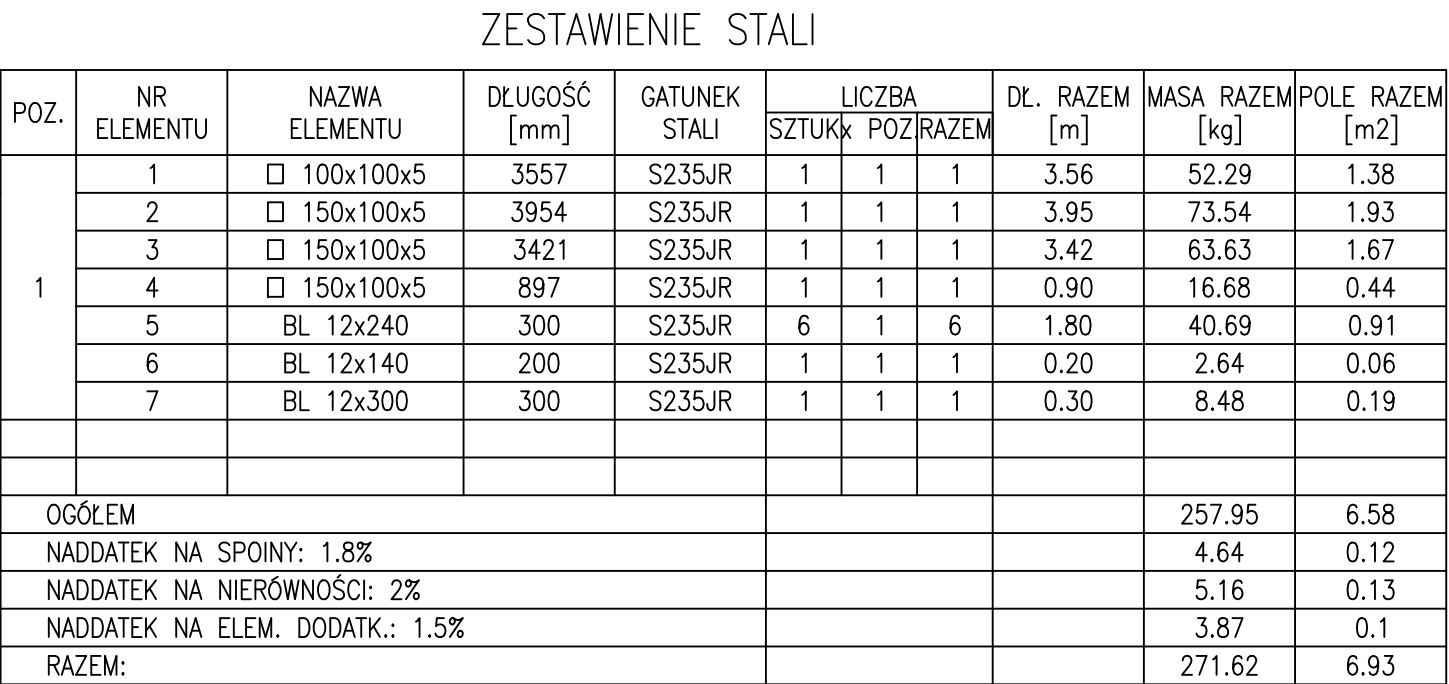 ZESTAWIENIE STALI
POZ. NR ELEMENTU NAZWA ELEMENTU DŁUGOŚĆ [mm] GATUNEK STALI LICZBA SZTUK x POZ. RAZEM DŁ. RAZEM [m] MASA RAZEM [kg] POLE RAZEM [m2]
1 □ 100x100x5 3557 S235JR 1 1 1 3.56 52.29 1.38
2 □ 150x100x5 3954 S235JR 1 1 1 3.95 73.54 1.93
3 □ 150x100x5 3421 S235JR 1 1 1 3.42 63.63 1.67
1 4 □ 150x100x5 897 S235JR 1 1 1 0.90 16.68 0.44
5 BL 12x240 300 S235JR 6 1 6 1.80 40.69 0.91
6 BL 12x140 200 S235JR 1 1 1 0.20 2.64 0.06
7 BL 12x300 300 S235JR 1 1 1 0.30 8.48 0.19
OGÓŁEM 257.95 6.58
NADDATEK NA SPOINY: 1.8% 4.64 0.12
NADDATEK NA NIERÓWNOŚCI: 2% 5.16 0.13
NADDATEK NA ELEM. DODATK.: 1.5% 3.87 0.1
RAZEM: 271.62 6.93